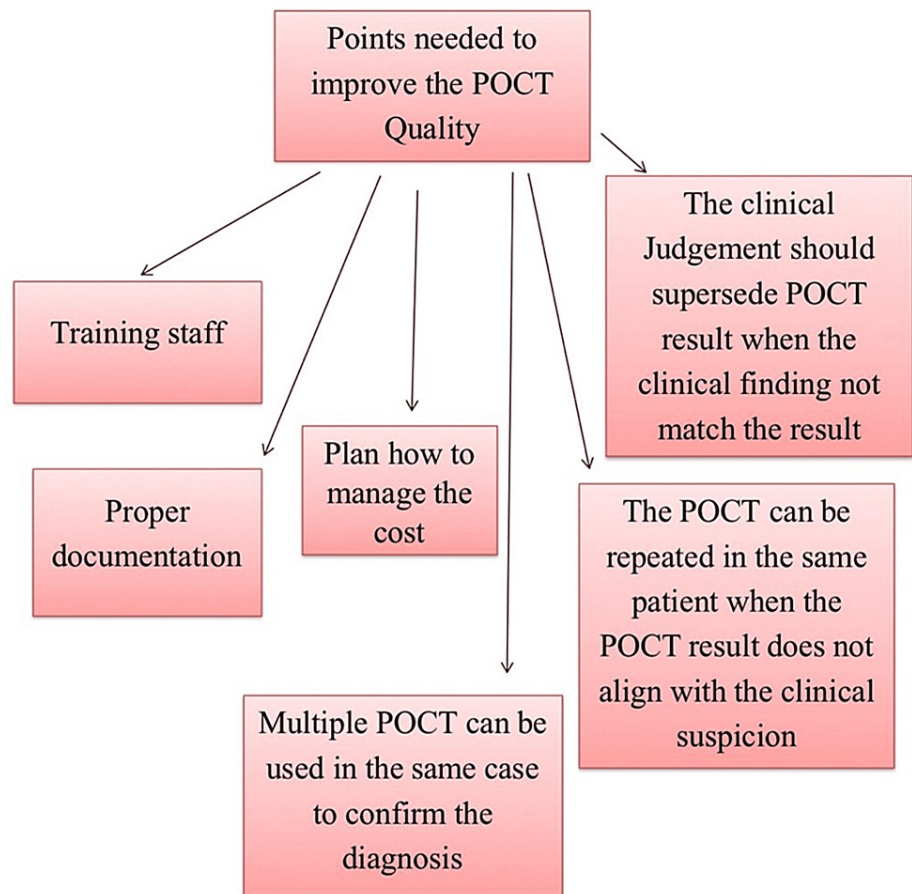 Points needed to
improve the POCT
Quality
Training staff
Proper
documentation
Plan how to
manage the
cost
Multiple POCT can be
used in the same case
to confirm the
diagnosis
The POCT can be
repeated in the same
patient when the
POCT result does not
align with the clinical
suspicion
The clinical
Judgement should
supersede POCT
result when the
clinical finding not
match the result